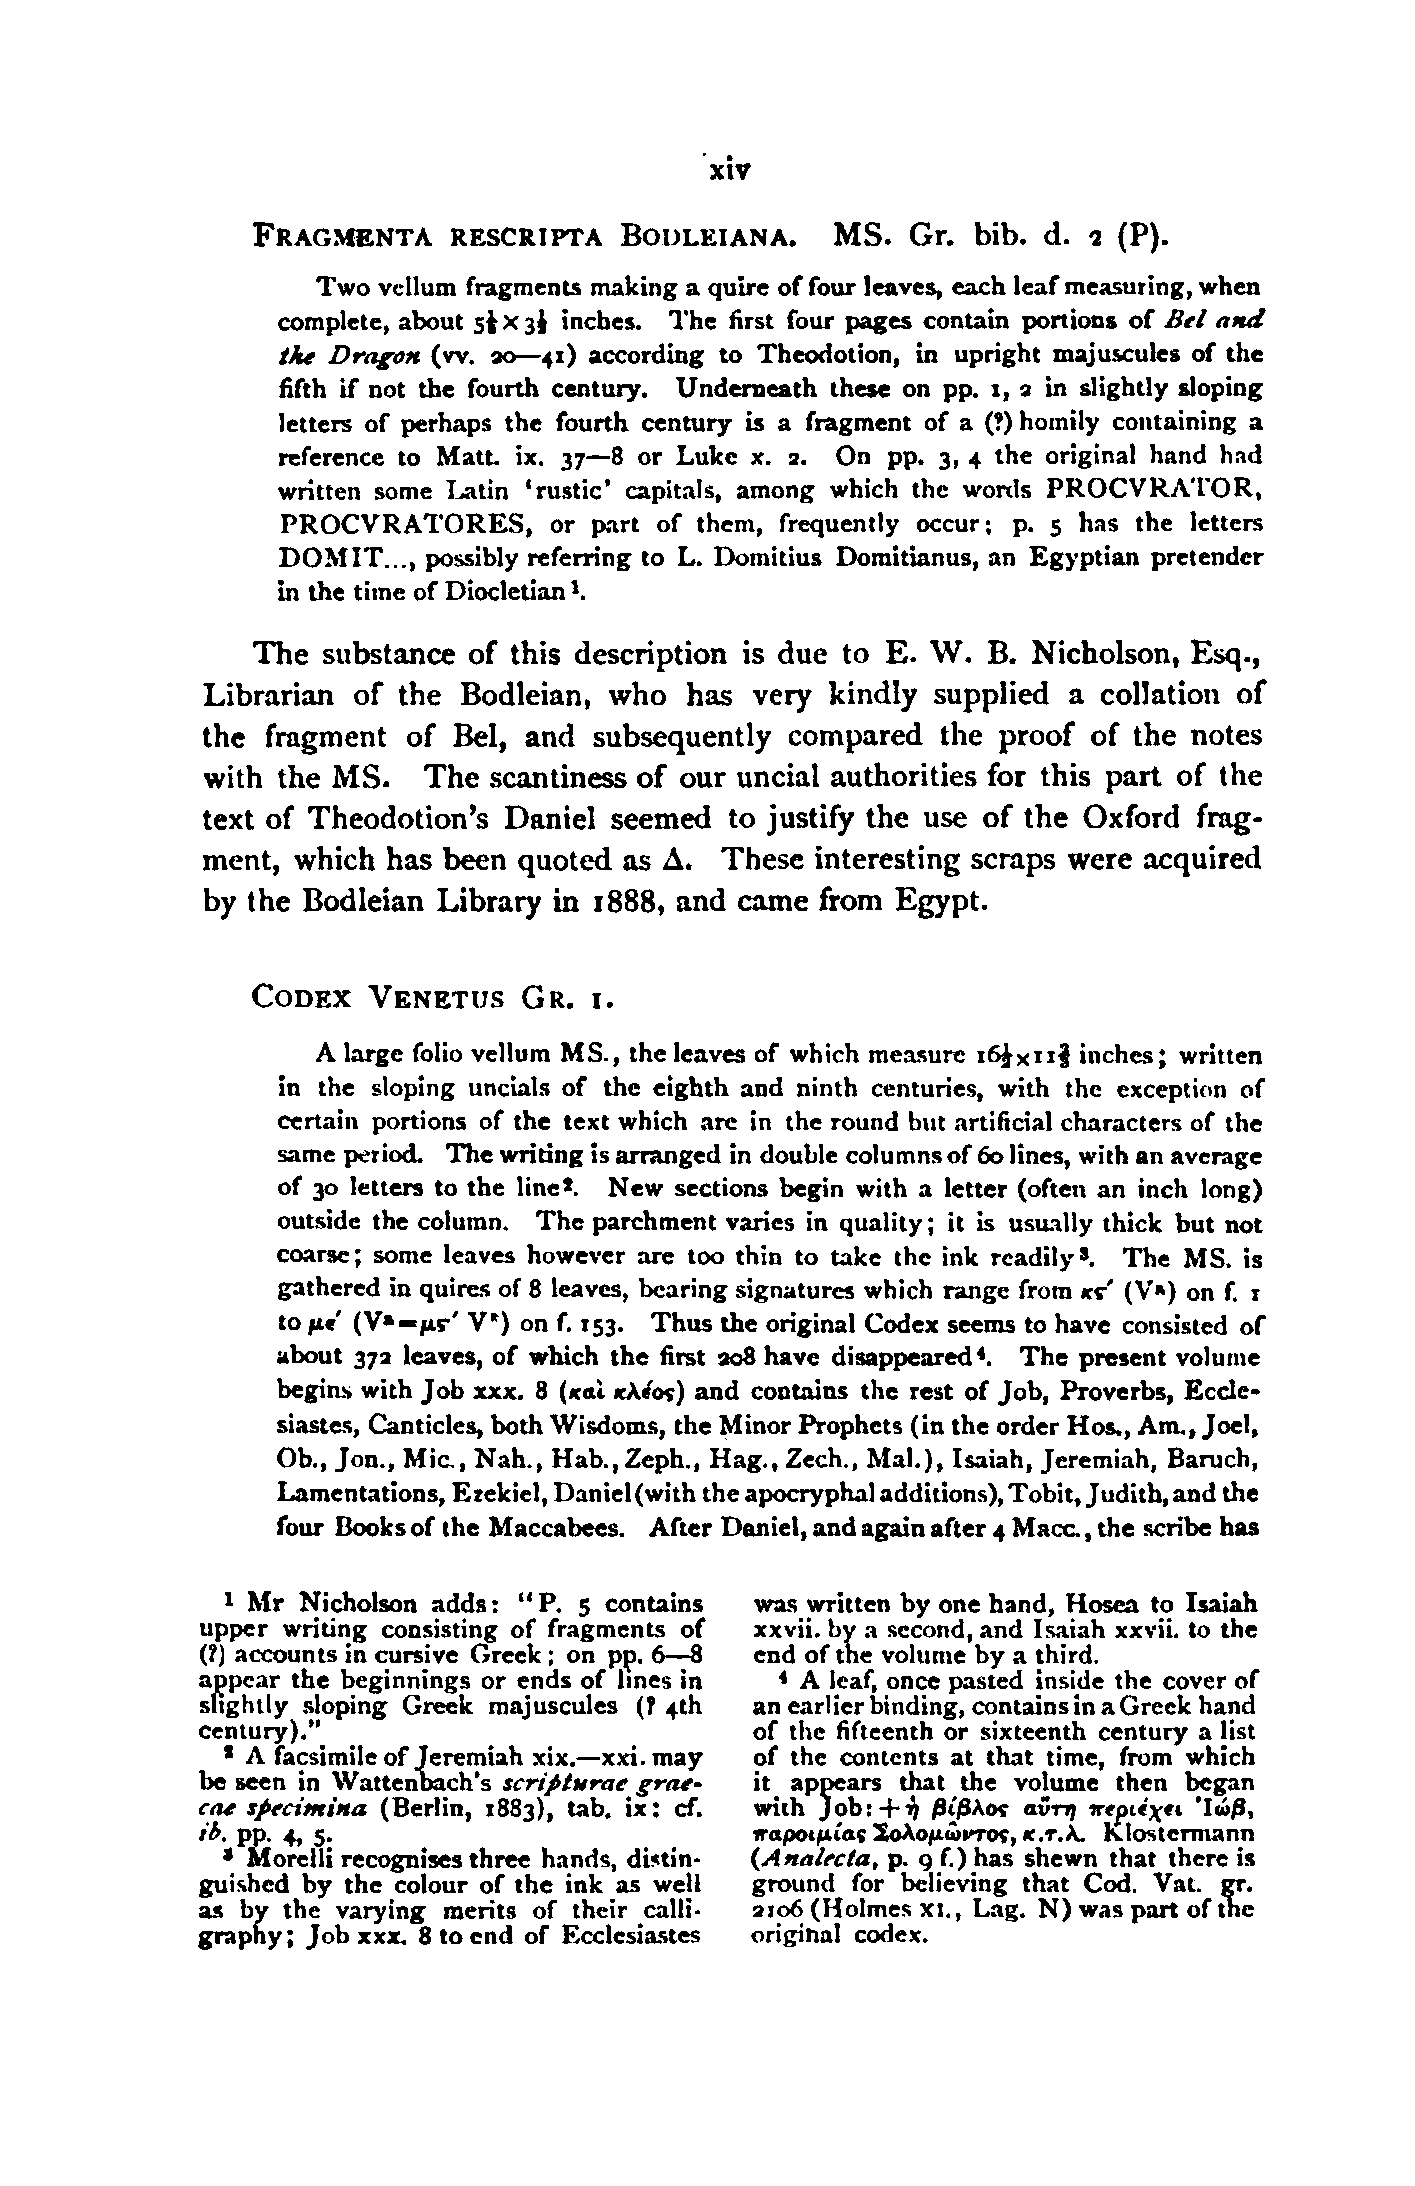 xiv
FRAGMENTA RESCRIPTA BODLEIANA. MS. Gr. bib. d. 2 (P).
Two vellum fragments making a quire of four leaves, each leaf measuring, when
complete, about 5½ × 3½ inches. The first four pages contain portions of Bel and
the Dragon (vv. 20—41) according to Theodotion, in upright majuscules of the
fifth if not the fourth century. Underneath these on pp. 1, 2 in slightly sloping
letters of perhaps the fourth century is a fragment of a (?) homily containing a
reference to Matt. ix. 37—8 or Luke x. 2. On pp. 3, 4 the original hand had
written some Latin ‘rustic’ capitals, among which the words PROCVRATOR,
PROCVRATORES, or part of them, frequently occur; p. 5 has the letters
DOMIT..., possibly referring to L. Domitius Domitianus, an Egyptian pretender
in the time of Diocletian¹.
The substance of this description is due to E. W. B. Nicholson, Esq.,
Librarian of the Bodleian, who has very kindly supplied a collation of
the fragment of Bel, and subsequently compared the proof of the notes
with the MS. The scantiness of our uncial authorities for this part of the
text of Theodotion's Daniel seemed to justify the use of the Oxford frag-
ment, which has been quoted as Δ. These interesting scraps were acquired
by the Bodleian Library in 1888, and came from Egypt.
CODEX VENETUS GR. 1.
A large folio vellum MS., the leaves of which measure inches; written
in the sloping uncials of the eighth and ninth centuries, with the exception of
certain portions of the text which are in the round but artificial characters of the
same period. The writing is arranged in double columns of 60 lines, with an average
of 30 letters to the line². New sections begin with a letter (often an inch long)
outside the column. The parchment varies in quality; it is usually thick but not
coarse; some leaves however are too thin to take the ink readily³. The MS. is
gathered in quires of 8 leaves, bearing signatures which range from κς′ (Vᵃ) on f. 1
to με′ (Vᵃ = μς′ Vᵃ) on f. 153. Thus the original Codex seems to have consisted of
about 372 leaves, of which the first 208 have disappeared⁴. The present volume
begins with Job xxx. 8 (καὶ κλέος) and contains the rest of Job, Proverbs, Eccle-
siastes, Canticles, both Wisdoms, the Minor Prophets (in the order Hos., Am., Joel,
Ob., Jon., Mic., Nah., Hab., Zeph., Hag., Zech., Mal.), Isaiah, Jeremiah, Baruch,
Lamentations, Ezekiel, Daniel (with the apocryphal additions), Tobit, Judith, and the
four Books of the Maccabees. After Daniel, and again after 4 Macc., the scribe has
¹ Mr Nicholson adds: “P. 5 contains
upper writing consisting of fragments of
(?) accounts in cursive Greek; on pp. 6—8
appear the beginnings or ends of lines in
slightly sloping Greek majuscules (? 4th
century).”
² A facsimile of Jeremiah xix.—xxi. may
be seen in Wattenbach's scripturae grae-
cae specimina (Berlin, 1883), tab. ix: cf.
ib. pp. 4, 5.
³ Morelli recognises three hands, distin-
guished by the colour of the ink as well
as by the varying merits of their calli-
graphy; Job xxx. 8 to end of Ecclesiastes
was written by one hand, Hosea to Isaiah
xxvii. by a second, and Isaiah xxvii. to the
end of the volume by a third.
⁴ A leaf, once pasted inside the cover of
an earlier binding, contains in a Greek hand
of the fifteenth or sixteenth century a list
of the contents at that time, from which
it appears that the volume then began
with Job: + ἡ βίβλος αὕτη περιέχει Ἰώβ,
παροιμίας Σολομῶντος, κ.τ.λ. Klostermann
(Analecta, p. 9 f.) has shewn that there is
ground for believing that Cod. Vat. gr.
2106 (Holmes XI., Lag. N) was part of the
original codex.